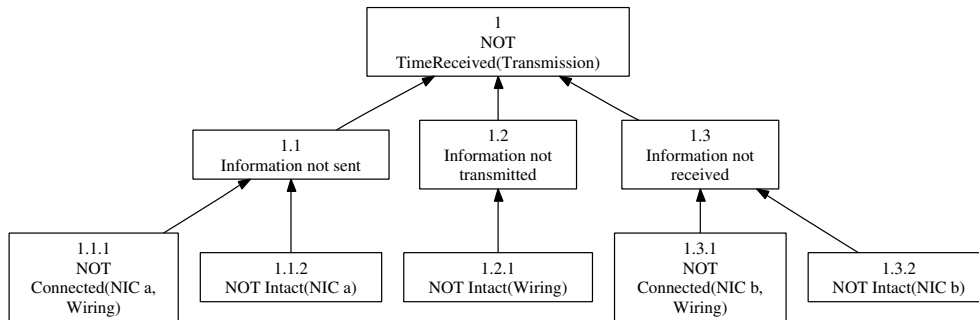 1
NOT
TimeReceived(Transmission)
1.1
Information not sent
1.2
Information not
transmitted
1.3
Information not
received
1.1.1
NOT
Connected(NIC a,
Wiring)
1.1.2
NOT Intact(NIC a)
1.2.1
NOT Intact(Wiring)
1.3.1
NOT
Connected(NIC b,
Wiring)
1.3.2
NOT Intact(NIC b)